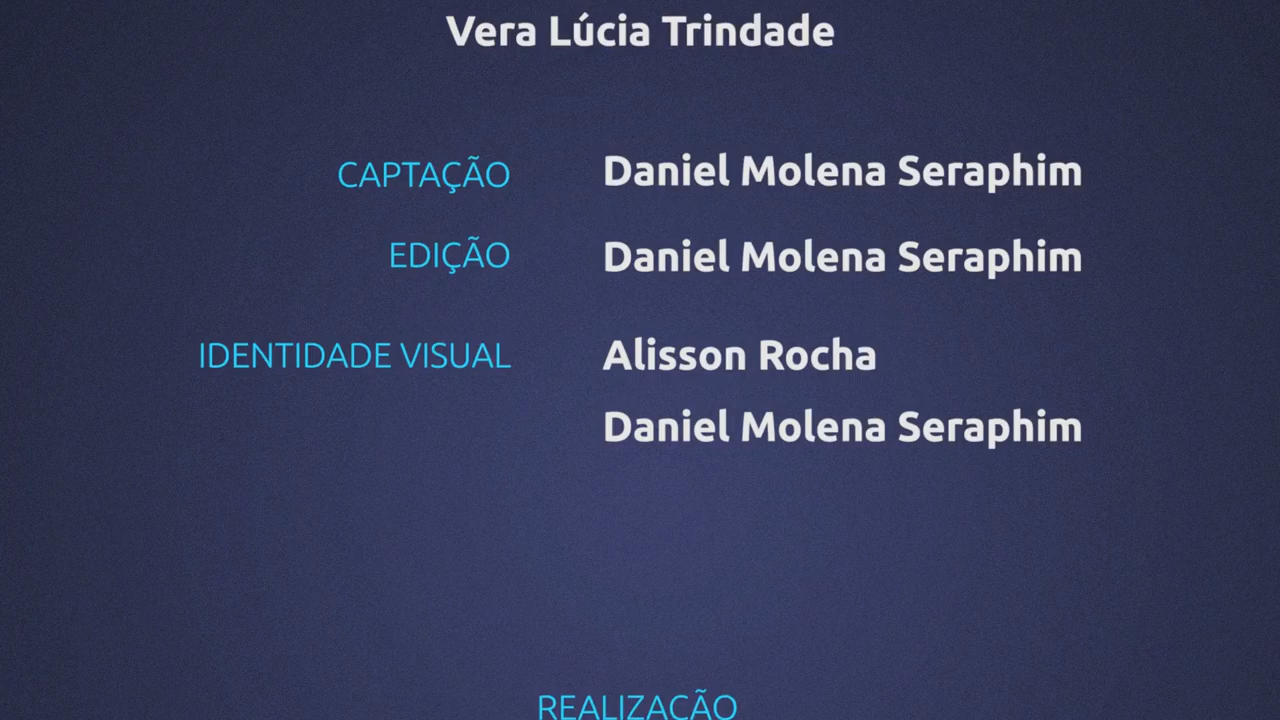 Vera Lúcia Trindade
CAPTAÇÃO Daniel Molena Seraphim
EDIÇÃO Daniel Molena Seraphim
IDENTIDADE VISUAL Alisson Rocha
Daniel Molena Seraphim
REALIZAÇÃO